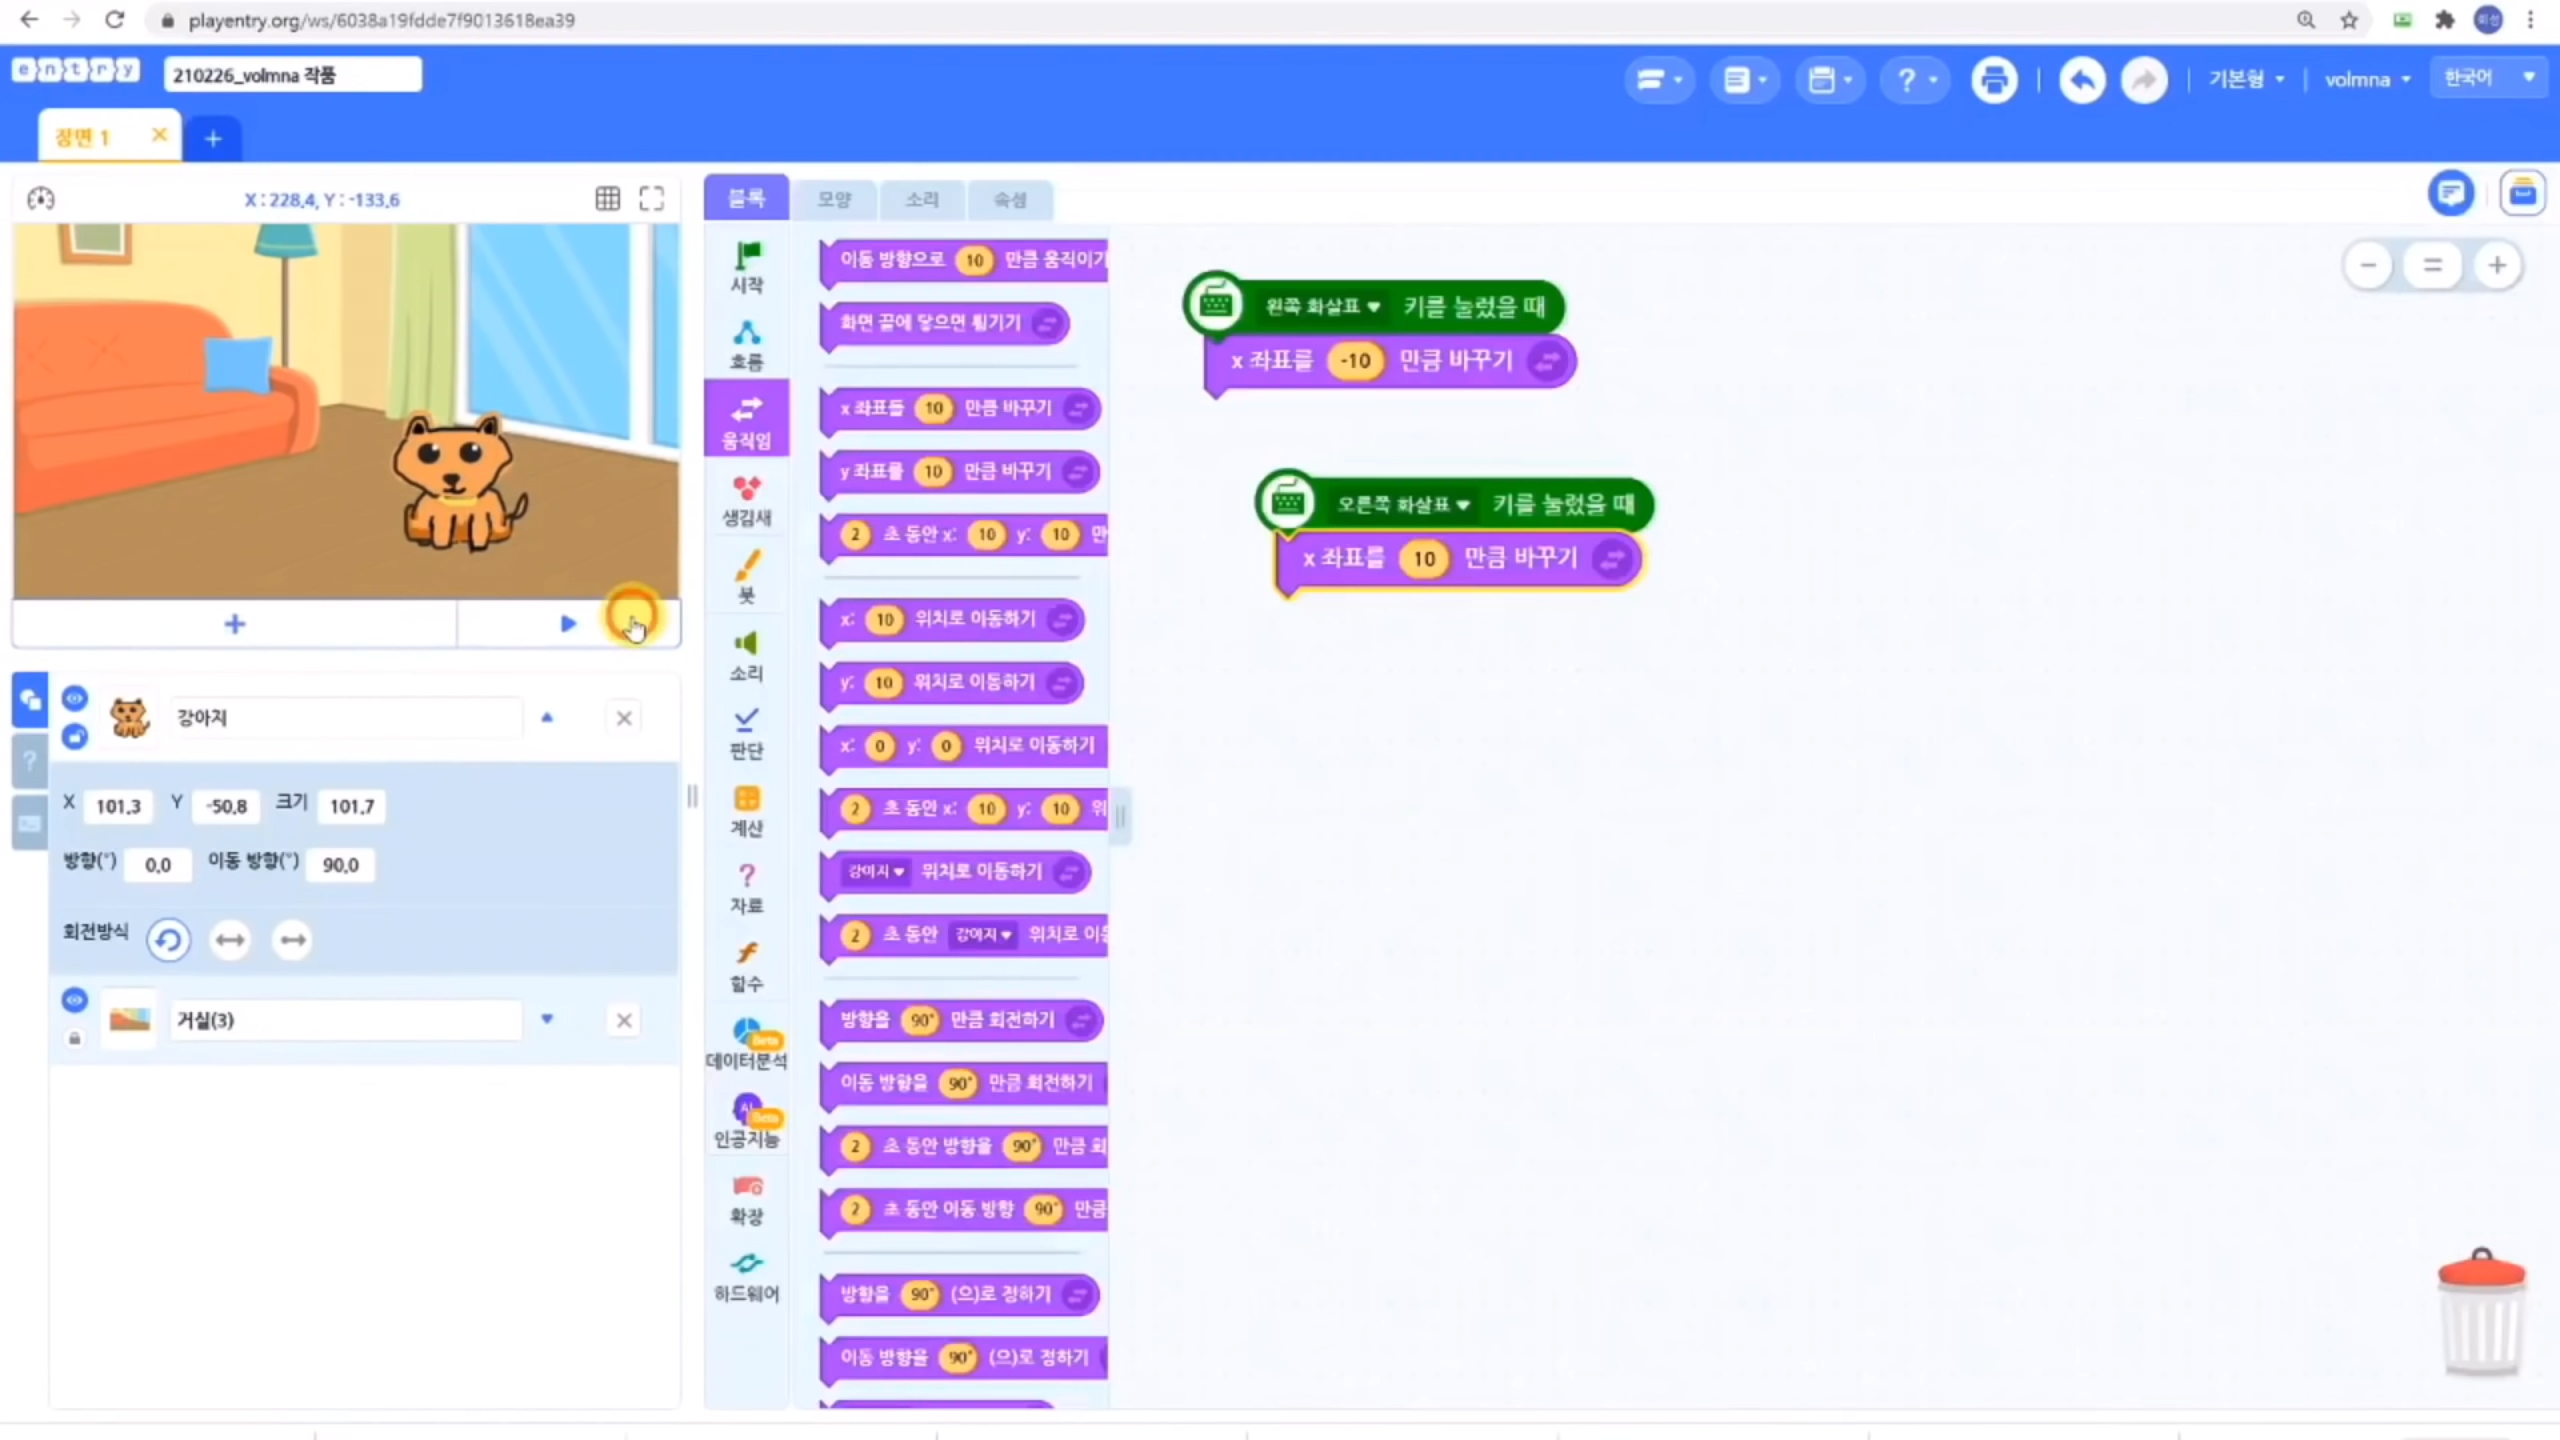 playentry.org/ws/6038a19fdde7f9013618ea39
회선
entry
210226_volmna 작품
?
기본형
volmna
한국어
장면 1
X : 228.4, Y : -133.6
블록
모양
소리
속성
시작
흐름
움직임
생김새
붓
소리
판단
계산
자료
함수
Beta
데이터분석
AI
Beta
인공지능
확장
하드웨어
이동 방향으로 10 만큼 움직이기
화면 끝에 닿으면 튕기기
x 좌표를 10 만큼 바꾸기
y 좌표를 10 만큼 바꾸기
2 초 동안 x: 10 y: 10 만
x: 10 위치로 이동하기
y: 10 위치로 이동하기
x: 0 y: 0 위치로 이동하기
2 초 동안 x: 10 y: 10 위
강아지 위치로 이동하기
2 초 동안 강아지 위치로 이동
방향을 90° 만큼 회전하기
이동 방향을 90° 만큼 회전하기
2 초 동안 방향을 90° 만큼 회
2 초 동안 이동 방향 90° 만큼
방향을 90° (으)로 정하기
이동 방향을 90° (으)로 정하기
왼쪽 화살표 키를 눌렀을 때
x 좌표를 -10 만큼 바꾸기
오른쪽 화살표 키를 눌렀을 때
x 좌표를 10 만큼 바꾸기
강아지
X 101.3 Y -50.8 크기 101.7
방향(°) 0.0 이동 방향(°) 90.0
회전방식
거실(3)